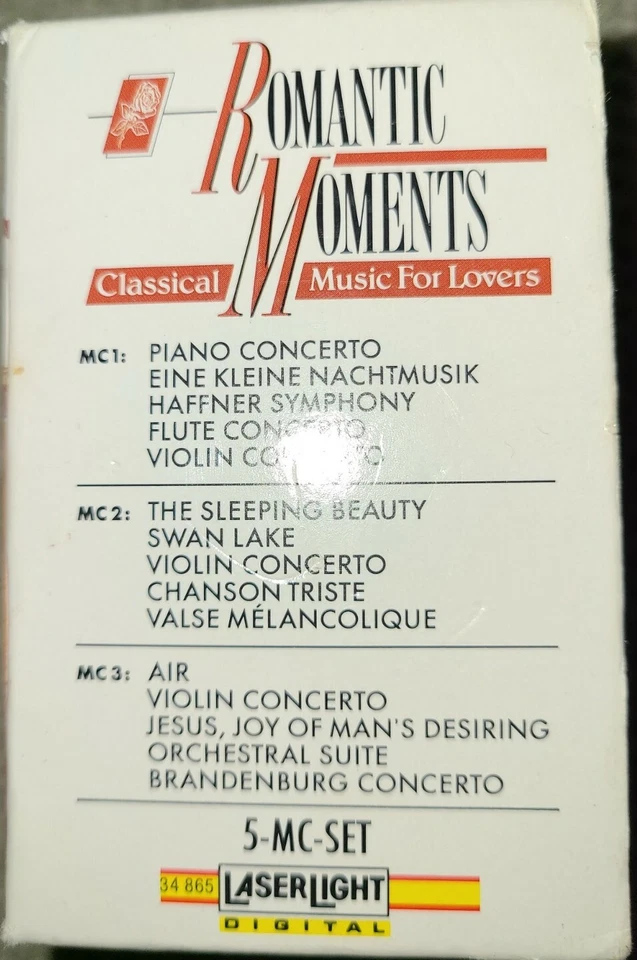 ROMANTIC
MOMENTS
Classical Music For Lovers
MC1: PIANO CONCERTO
EINE KLEINE NACHTMUSIK
HAFFNER SYMPHONY
FLUTE CONCERTO
VIOLIN CONCERTO
MC2: THE SLEEPING BEAUTY
SWAN LAKE
VIOLIN CONCERTO
CHANSON TRISTE
VALSE MÉLANCOLIQUE
MC3: AIR
VIOLIN CONCERTO
JESUS, JOY OF MAN'S DESIRING
ORCHESTRAL SUITE
BRANDENBURG CONCERTO
5-MC-SET
34 865 LASERLIGHT
DIGITAL